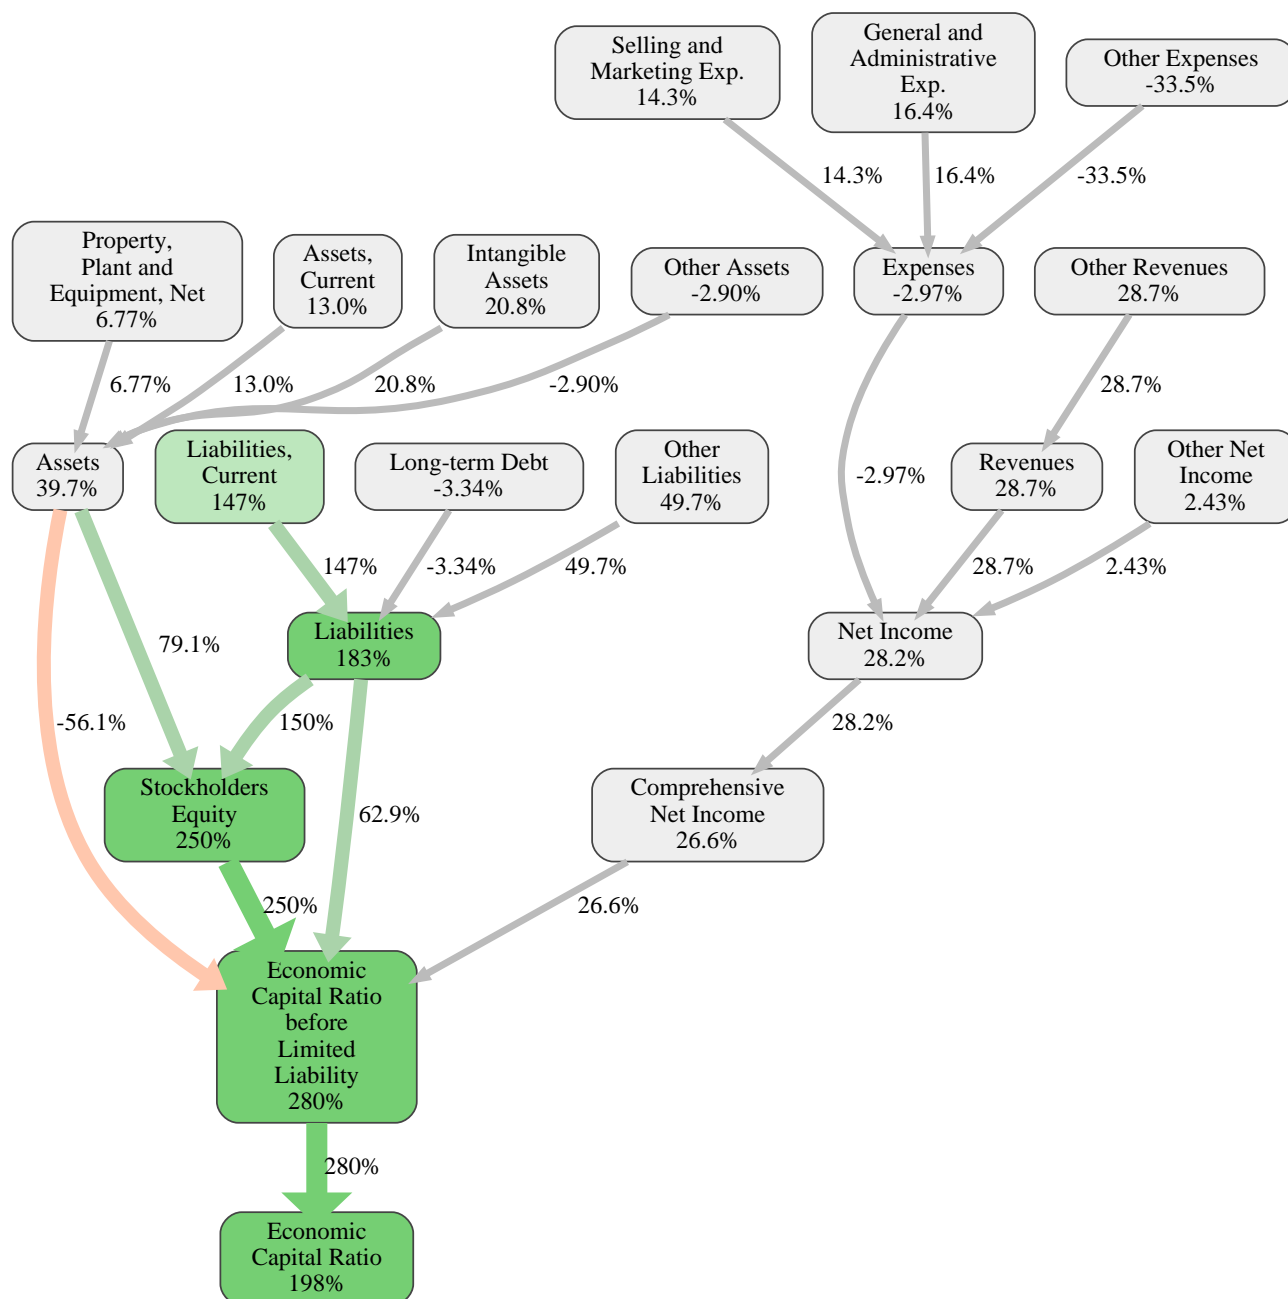 Selling and
Marketing Exp.
14.3%
General and
Administrative
Exp.
16.4%
Other Expenses
-33.5%
14.3%
16.4%
-33.5%
Property,
Plant and
Equipment, Net
6.77%
Assets,
Current
13.0%
Intangible
Assets
20.8%
Other Assets
-2.90%
Expenses
-2.97%
Other Revenues
28.7%
6.77%
13.0%
20.8%
-2.90%
28.7%
Assets
39.7%
Liabilities,
Current
147%
Long-term Debt
-3.34%
Other
Liabilities
49.7%
-2.97%
Revenues
28.7%
Other Net
Income
2.43%
147%
-3.34%
49.7%
28.7%
2.43%
79.1%
Liabilities
183%
Net Income
28.2%
-56.1%
150%
28.2%
Stockholders
Equity
250%
62.9%
Comprehensive
Net Income
26.6%
250%
26.6%
Economic
Capital Ratio
before
Limited
Liability
280%
280%
Economic
Capital Ratio
198%